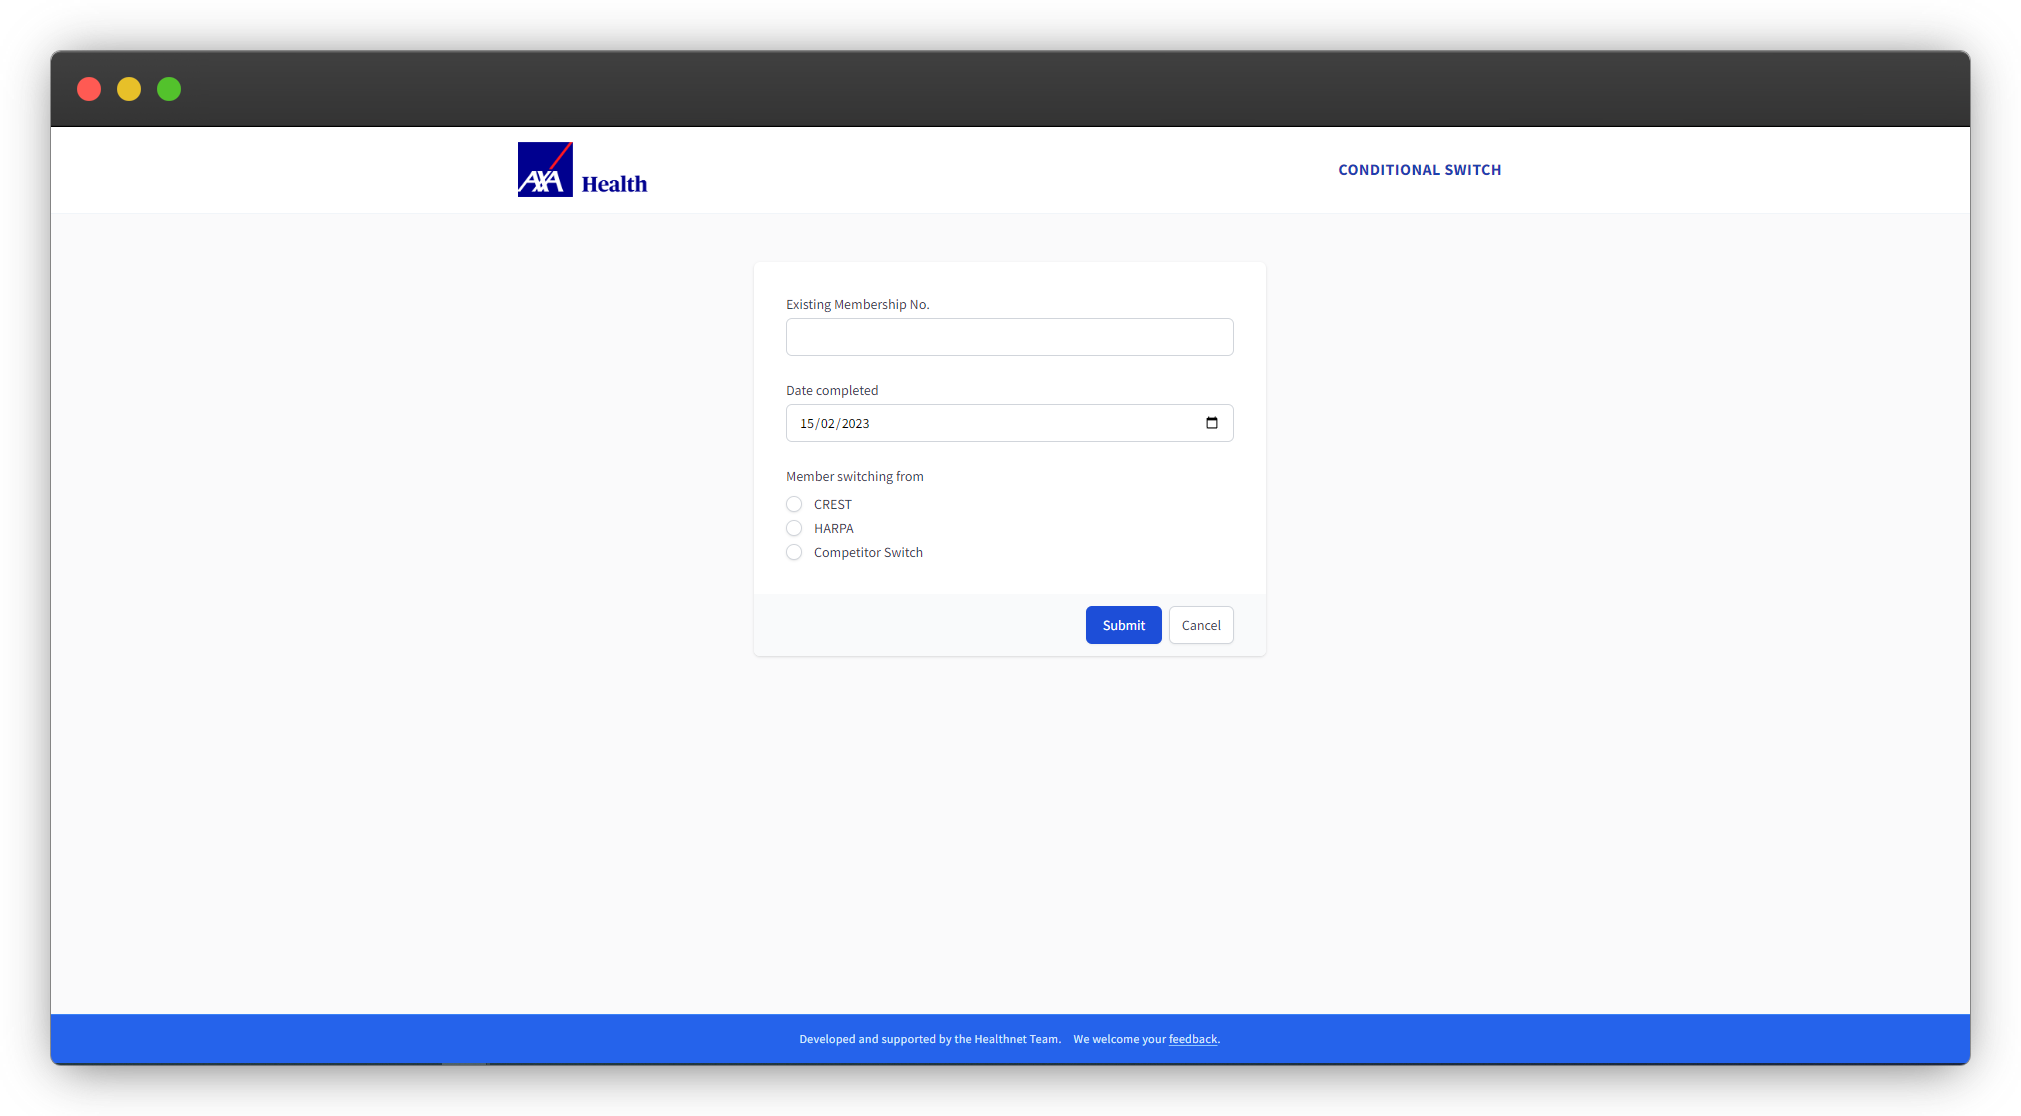 AXA Health
CONDITIONAL SWITCH
Existing Membership No.
Date completed
15/02/2023
Member switching from
CREST
HARPA
Competitor Switch
Submit
Cancel
Developed and supported by the Healthnet Team. We welcome your feedback.